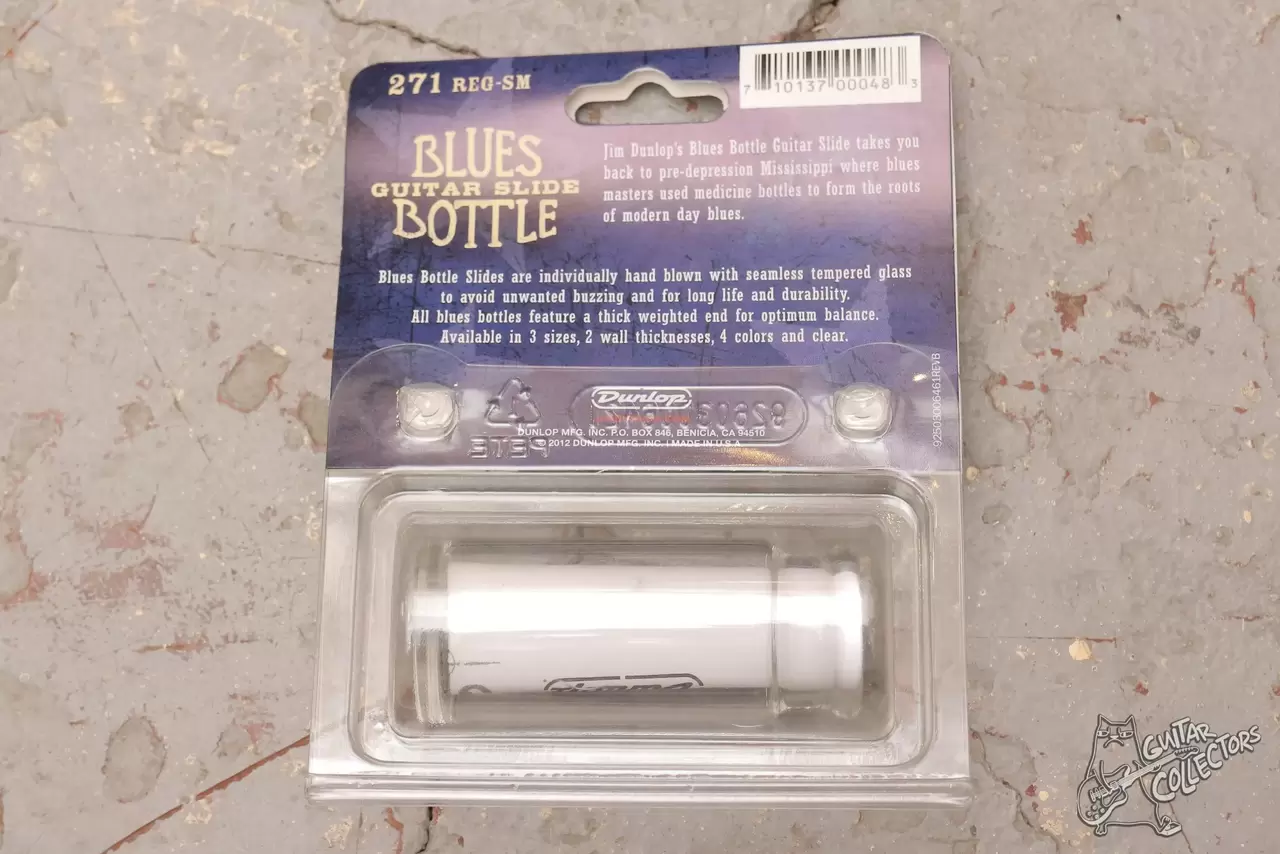 271 REG-SM
7 10137 00048 3
BLUES
GUITAR SLIDE
BOTTLE
Jim Dunlop's Blues Bottle Guitar Slide takes you
back to pre-depression Mississippi where blues
masters used medicine bottles to form the roots
of modern day blues.
Blues Bottle Slides are individually hand blown with seamless tempered glass
to avoid unwanted buzzing and for long life and durability.
All blues bottles feature a thick weighted end for optimum balance.
Available in 3 sizes, 2 wall thicknesses, 4 colors and clear.
Dunlop
DUNLOP MFG. INC. P.O. BOX 846, BENICIA, CA 94510
© 2012 DUNLOP MFG. INC. | MADE IN U.S.A.
PETE
92503006461REVB
GUITAR
COLLECTORS